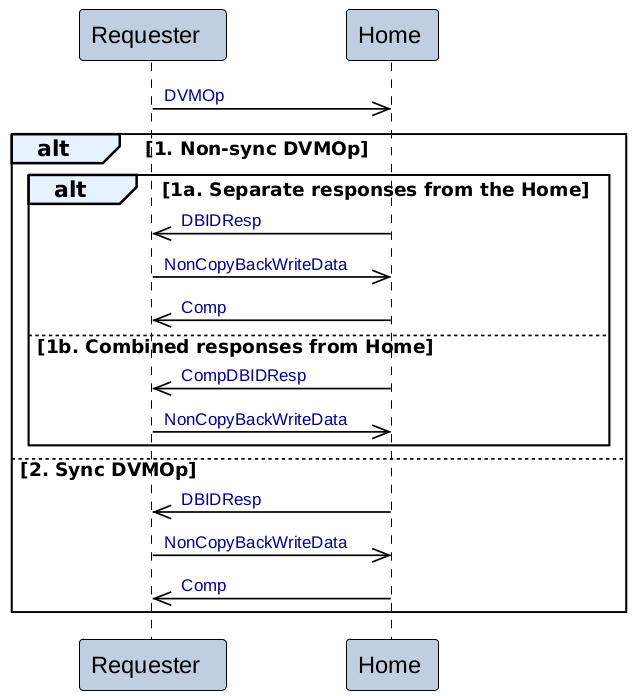 Requester Home
DVMOp
alt [1. Non-sync DVMOp]
alt [1a. Separate responses from the Home]
DBIDResp
NonCopyBackWriteData
Comp
[1b. Combined responses from Home]
CompDBIDResp
NonCopyBackWriteData
[2. Sync DVMOp]
DBIDResp
NonCopyBackWriteData
Comp
Requester Home